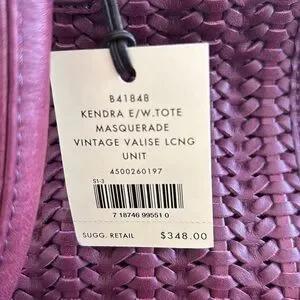 B41848
KENDRA E/W.TOTE
MASQUERADE
VINTAGE VALISE LCNG
UNIT
4500260197
S1-3
7 18746 99551 0
SUGG. RETAIL $348.00